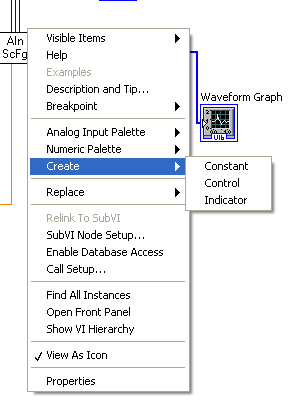 AIn
ScFg
Visible Items
Help
Examples
Description and Tip...
Breakpoint
Analog Input Palette
Numeric Palette
Create
Replace
Relink To SubVI
SubVI Node Setup...
Enable Database Access
Call Setup...
Find All Instances
Open Front Panel
Show VI Hierarchy
✓ View As Icon
Properties
Constant
Control
Indicator
Waveform Graph